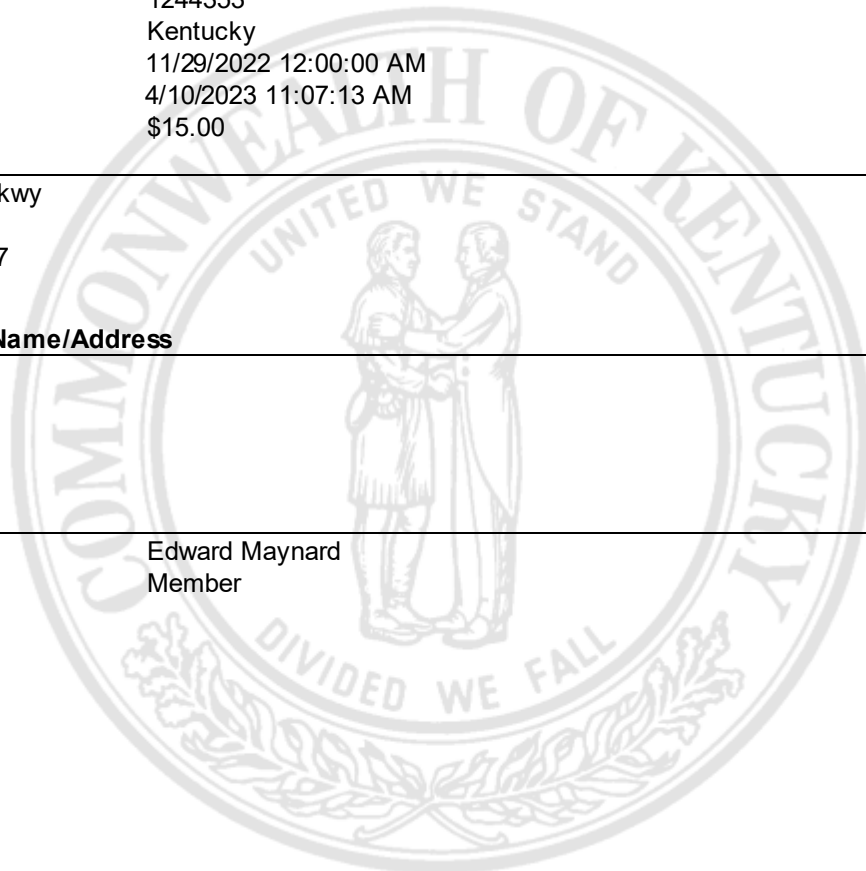 Kentucky
11/29/2022 12:00:00 AM
4/10/2023 11:07:13 AM
$15.00
kwy
7
Name/Address
Edward Maynard
Member
COMMONWEALTH OF KENTUCKY
UNITED WE STAND
DIVIDED WE FALL